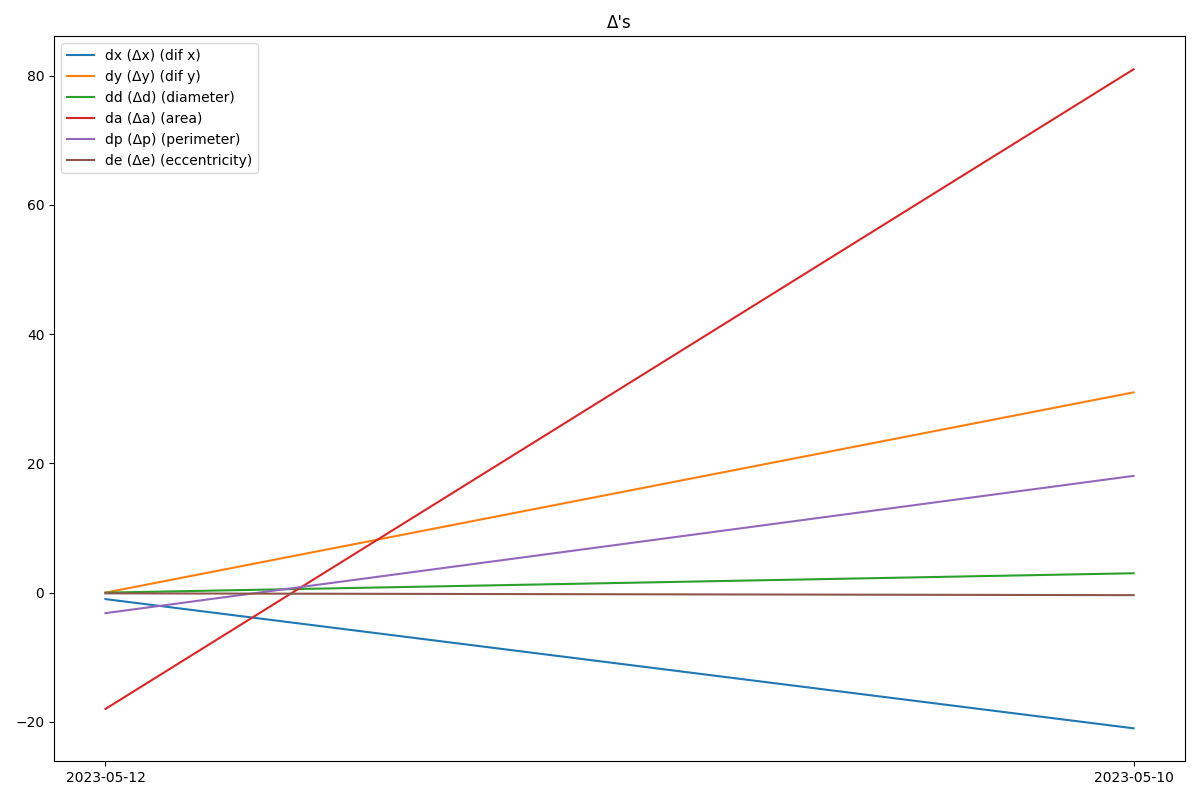 Δ's
dx (Δx) (dif x)
dy (Δy) (dif y)
dd (Δd) (diameter)
da (Δa) (area)
dp (Δp) (perimeter)
de (Δe) (eccentricity)
80
60
40
20
0
−20
2023-05-12 2023-05-10